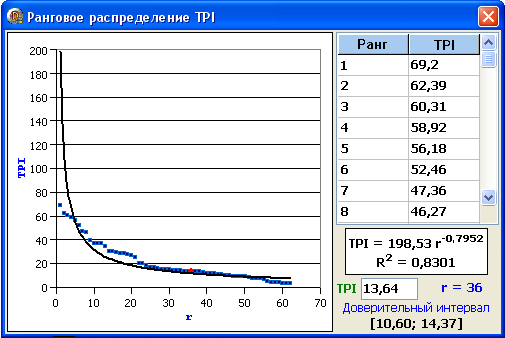 Ранговое распределение TPI
200
180
160
140
120
100
80
60
40
20
0
TPI
0 10 20 30 40 50 60 70
r
Ранг TPI
1 69,2
2 62,39
3 60,31
4 58,92
5 56,18
6 52,46
7 47,36
8 46,27
TPI = 198,53 r^-0,7952
R² = 0,8301
TPI 13,64 r = 36
Доверительный интервал
[10,60; 14,37]